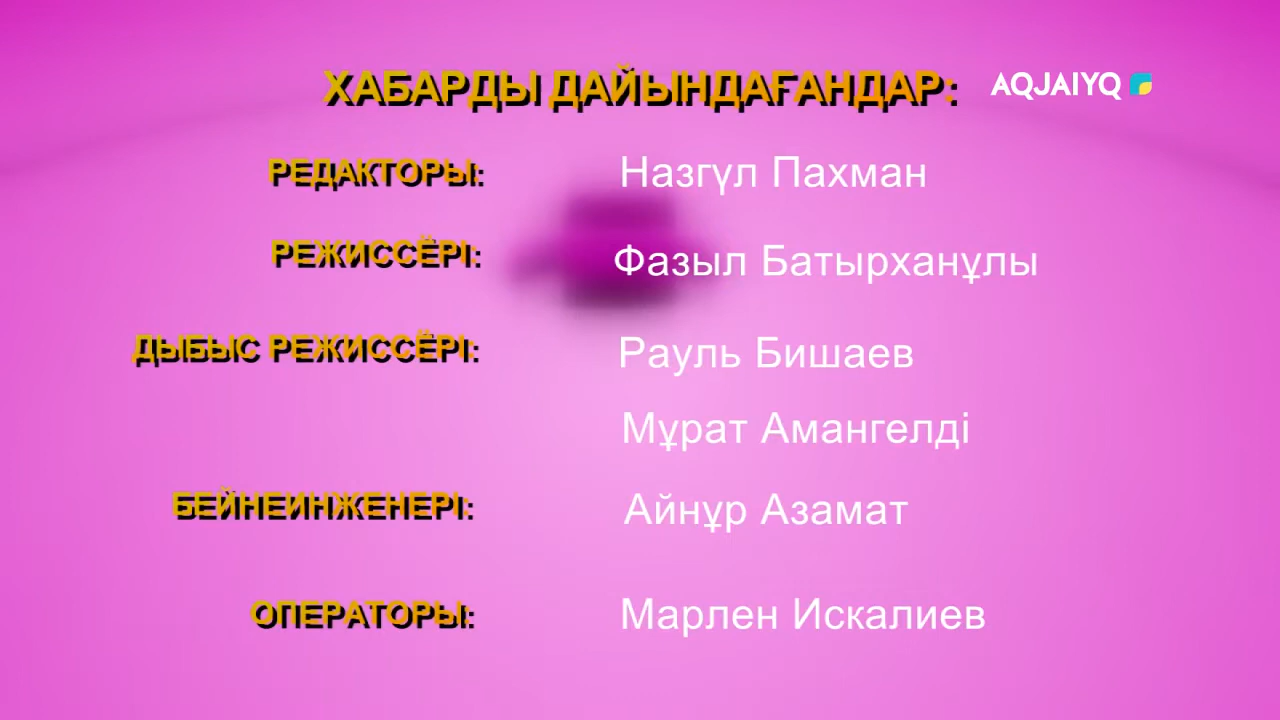 ХАБАРДЫ ДАЙЫНДАҒАНДАР:
AQJAIYQ
РЕДАКТОРЫ: Назгүл Пахман
РЕЖИССЁРІ: Фазыл Батырханұлы
ДЫБЫС РЕЖИССЁРІ: Рауль Бишаев
Мұрат Амангелді
БЕЙНЕИНЖЕНЕРІ: Айнұр Азамат
ОПЕРАТОРЫ: Марлен Искалиев